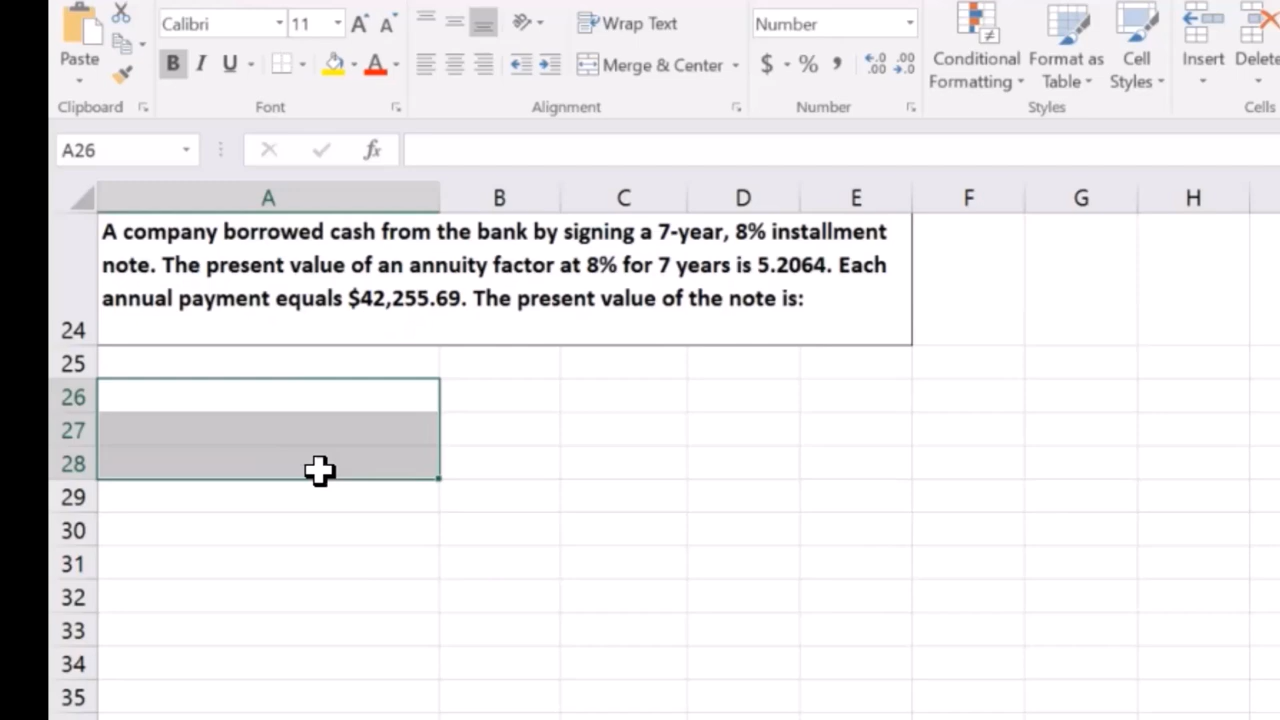 Calibri 11 A A Wrap Text Number
Paste B I U Merge & Center $ % , .0 .00 .00 .0 Conditional Formatting Format as Table Cell Styles Insert Delete
Clipboard Font Alignment Number Styles Cells
A26 fx
A B C D E F G H
A company borrowed cash from the bank by signing a 7-year, 8% installment
note. The present value of an annuity factor at 8% for 7 years is 5.2064. Each
annual payment equals $42,255.69. The present value of the note is:
24
25
26
27
28
29
30
31
32
33
34
35